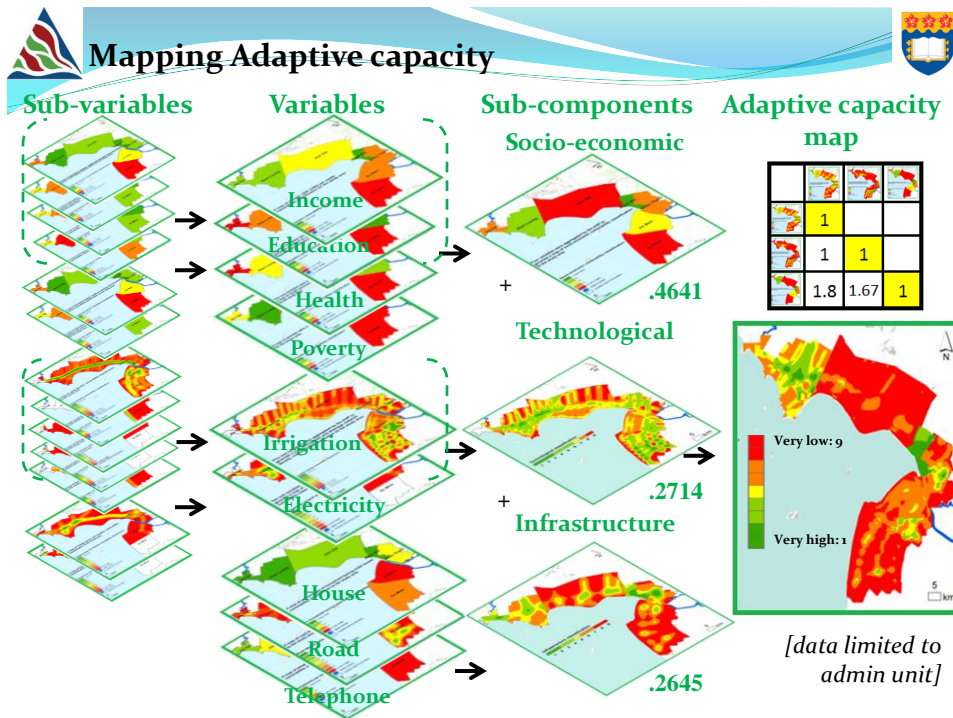 Mapping Adaptive capacity
Sub-variables
Variables
Sub-components
Adaptive capacity
map
Income
Education
Health
Poverty
Irrigation
Electricity
House
Road
Telephone
Socio-economic
+
.4641
Technological
+
.2714
Infrastructure
.2645
1
1 1
1.8 1.67 1
N
Very low: 9
Very high: 1
5
km
[data limited to
admin unit]